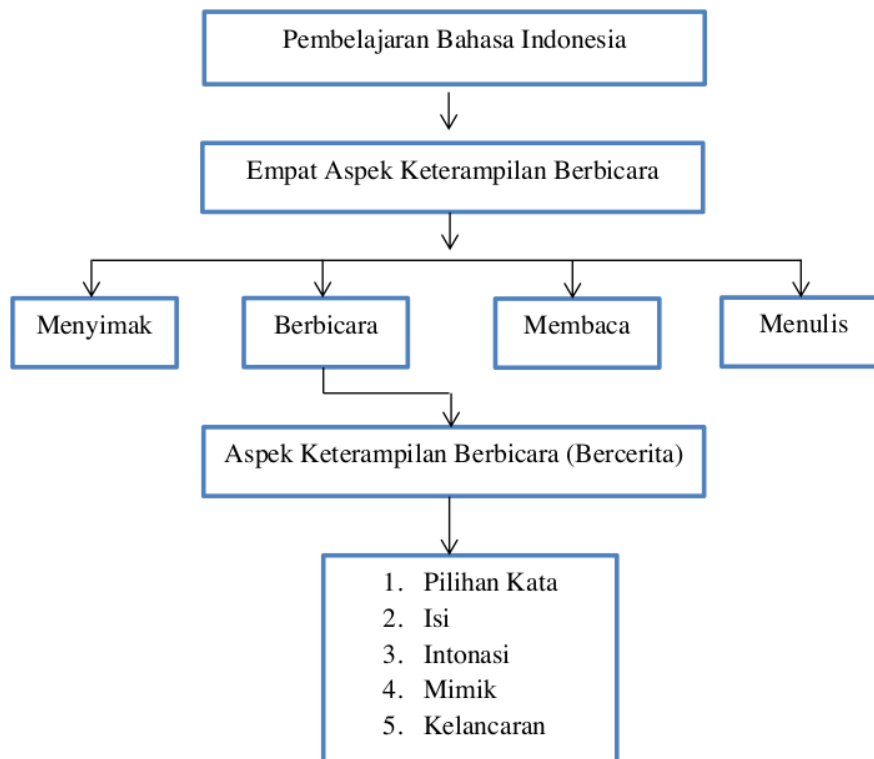 Pembelajaran Bahasa Indonesia
Empat Aspek Keterampilan Berbicara
Menyimak
Berbicara
Membaca
Menulis
Aspek Keterampilan Berbicara (Bercerita)
1. Pilihan Kata
2. Isi
3. Intonasi
4. Mimik
5. Kelancaran